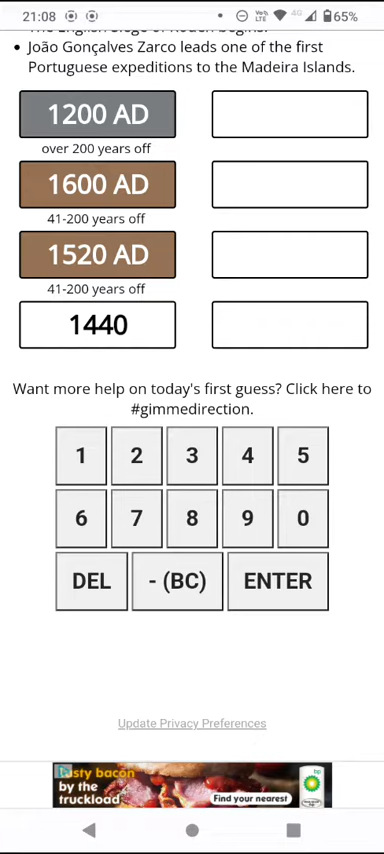 21:08
65%
The English Siege of Rouen begins.
João Gonçalves Zarco leads one of the first
Portuguese expeditions to the Madeira Islands.
1200 AD
over 200 years off
1600 AD
41-200 years off
1520 AD
41-200 years off
1440
Want more help on today's first guess? Click here to
#gimmedirection.
1 2 3 4 5
6 7 8 9 0
DEL - (BC) ENTER
Update Privacy Preferences
bacon
by the
truckload
Find your nearest
bp